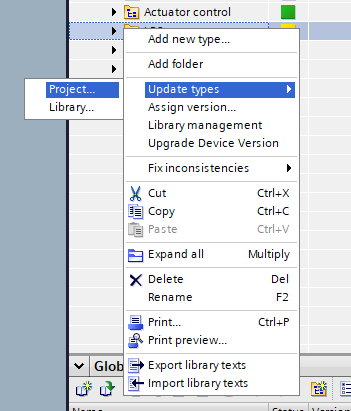 Actuator control
Add new type...
Add folder
Project...
Update types
Library...
Assign version...
Library management
Upgrade Device Version
Fix inconsistencies
Cut Ctrl+X
Copy Ctrl+C
Paste Ctrl+V
Expand all Multiply
Delete Del
Rename F2
Print... Ctrl+P
Print preview...
Glob
Export library texts
Import library texts
Name Status Version